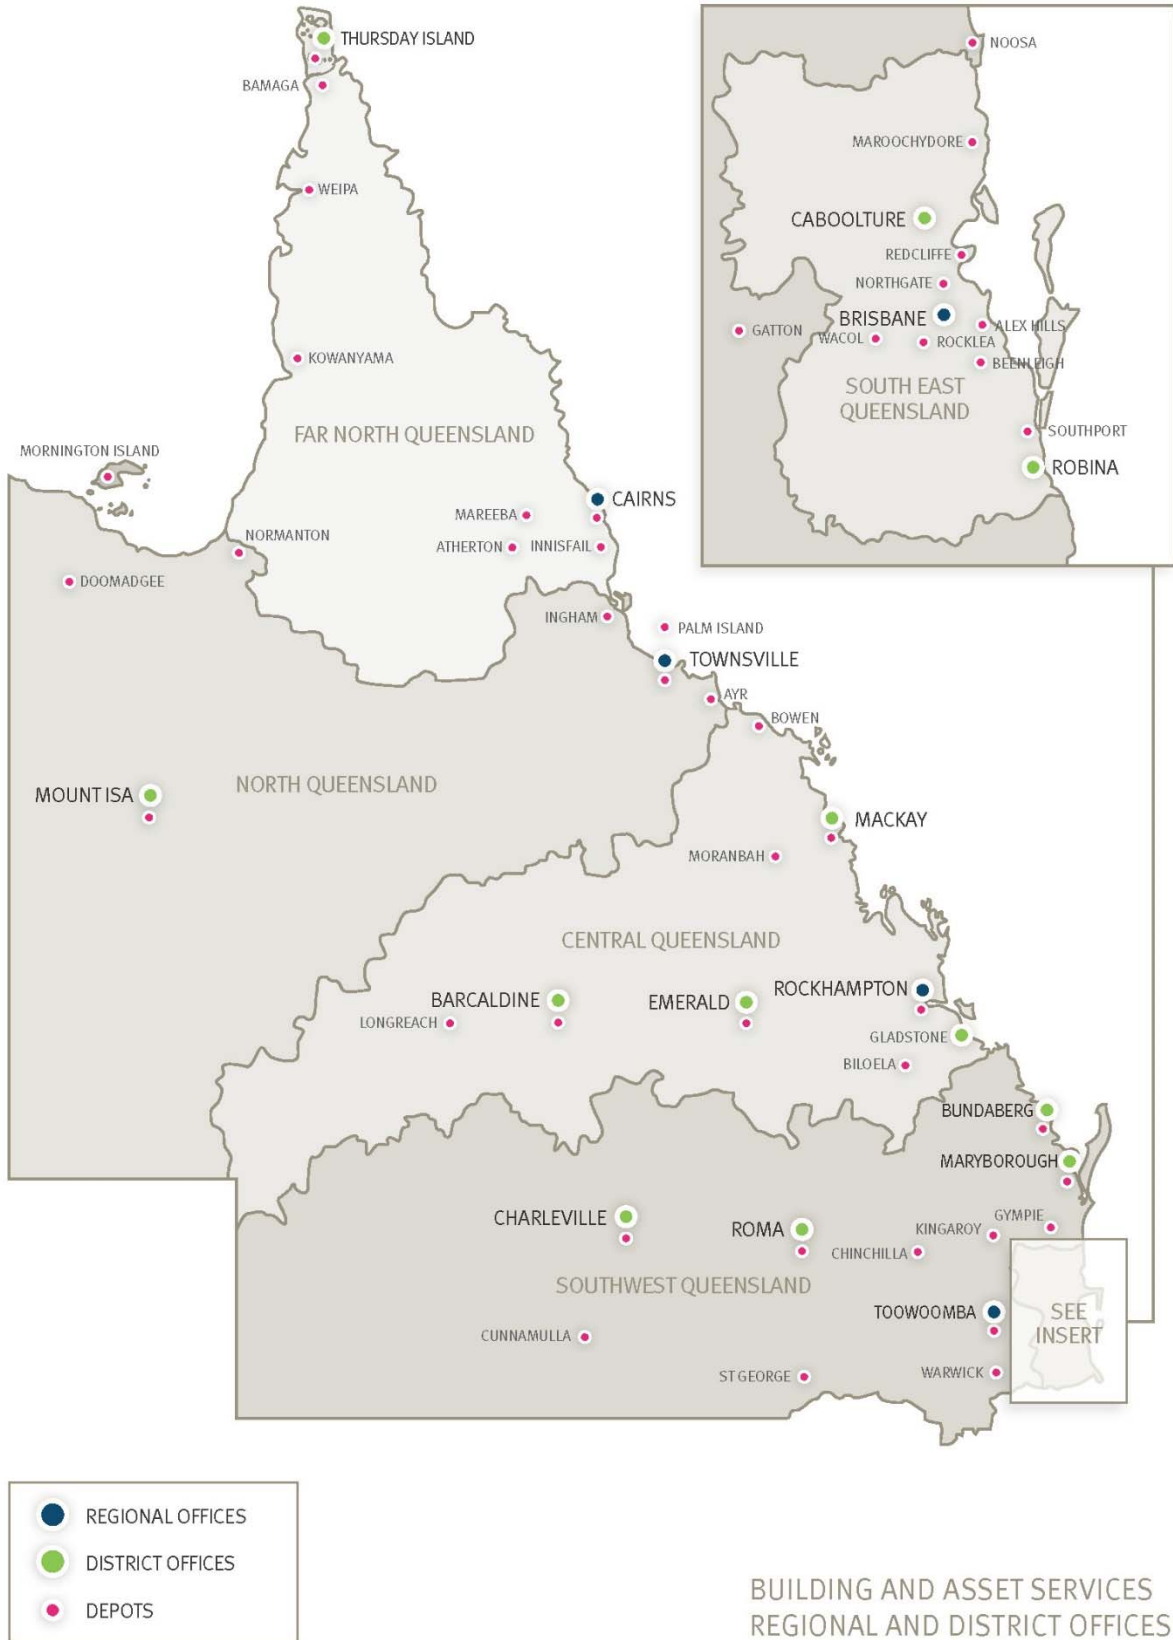 THURSDAY ISLAND
BAMAGA
WEIPA
KOWANYAMA
FAR NORTH QUEENSLAND
MORNINGTON ISLAND
CAIRNS
MAREEBA
NORMANTON
ATHERTON
INNISFAIL
DOOMADGEE
INGHAM
PALM ISLAND
TOWNSVILLE
AYR
BOWEN
MOUNT ISA
NORTH QUEENSLAND
MACKAY
MORANBAH
CENTRAL QUEENSLAND
BARCALDINE
EMERALD
ROCKHAMPTON
LONGREACH
GLADSTONE
BILOELA
BUNDABERG
MARYBOROUGH
CHARLEVILLE
ROMA
GYMPIE
KINGAROY
CHINCHILLA
SOUTHWEST QUEENSLAND
TOOWOOMBA
SEE
INSERT
CUNNAMULLA
ST GEORGE
WARWICK
NOOSA
MAROOCHYDORE
CABOOLTURE
REDCLIFFE
NORTHGATE
BRISBANE
GATTON
WACOL
ALEX HILLS
ROCKLEA
BEENLEIGH
SOUTH EAST
QUEENSLAND
SOUTHPORT
ROBINA
REGIONAL OFFICES
DISTRICT OFFICES
DEPOTS
BUILDING AND ASSET SERVICES
REGIONAL AND DISTRICT OFFICES